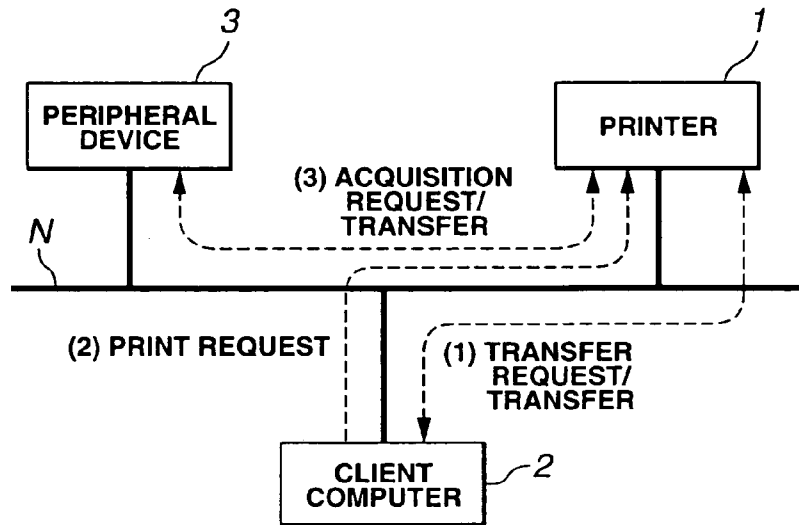 3
1
PERIPHERAL
DEVICE
PRINTER
(3) ACQUISITION
REQUEST/
TRANSFER
N
(2) PRINT REQUEST
(1) TRANSFER
REQUEST/
TRANSFER
CLIENT
COMPUTER
2